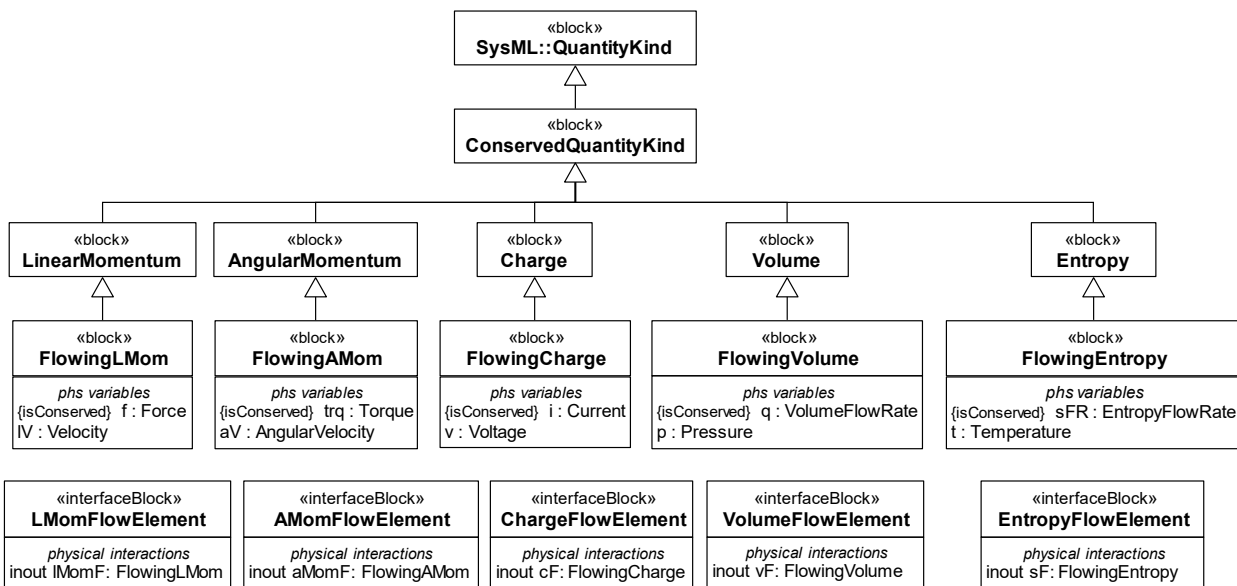 «block»
SysML::QuantityKind
«block»
ConservedQuantityKind
«block»
LinearMomentum
«block»
AngularMomentum
«block»
Charge
«block»
Volume
«block»
Entropy
«block»
FlowingLMom
phs variables
{isConserved} f : Force
lV : Velocity
«block»
FlowingAMom
phs variables
{isConserved} trq : Torque
aV : AngularVelocity
«block»
FlowingCharge
phs variables
{isConserved} i : Current
v : Voltage
«block»
FlowingVolume
phs variables
{isConserved} q : VolumeFlowRate
p : Pressure
«block»
FlowingEntropy
phs variables
{isConserved} sFR : EntropyFlowRate
t : Temperature
«interfaceBlock»
LMomFlowElement
physical interactions
inout lMomF: FlowingLMom
«interfaceBlock»
AMomFlowElement
physical interactions
inout aMomF: FlowingAMom
«interfaceBlock»
ChargeFlowElement
physical interactions
inout cF: FlowingCharge
«interfaceBlock»
VolumeFlowElement
physical interactions
inout vF: FlowingVolume
«interfaceBlock»
EntropyFlowElement
physical interactions
inout sF: FlowingEntropy